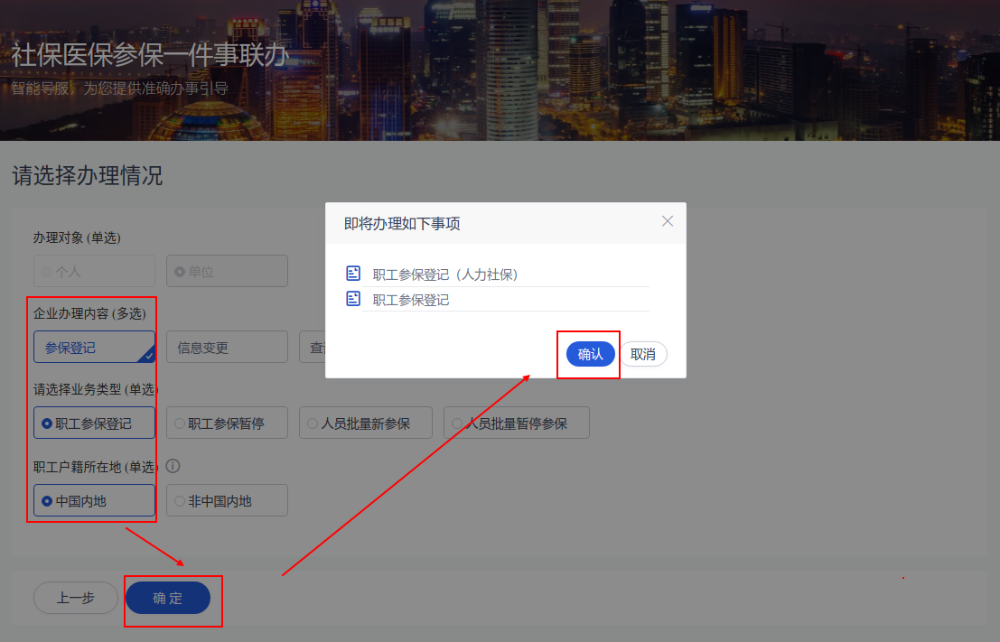 社保医保参保一件事联办
智能导服，为您提供准确办事引导
请选择办理情况
办理对象 (单选)
个人
单位
企业办理内容 (多选)
参保登记
信息变更
查
请选择业务类型 (单选)
职工参保登记
职工参保暂停
人员批量新参保
人员批量暂停参保
职工户籍所在地 (单选)
中国内地
非中国内地
上一步
确 定
即将办理如下事项
职工参保登记（人力社保）
职工参保登记
确认
取消